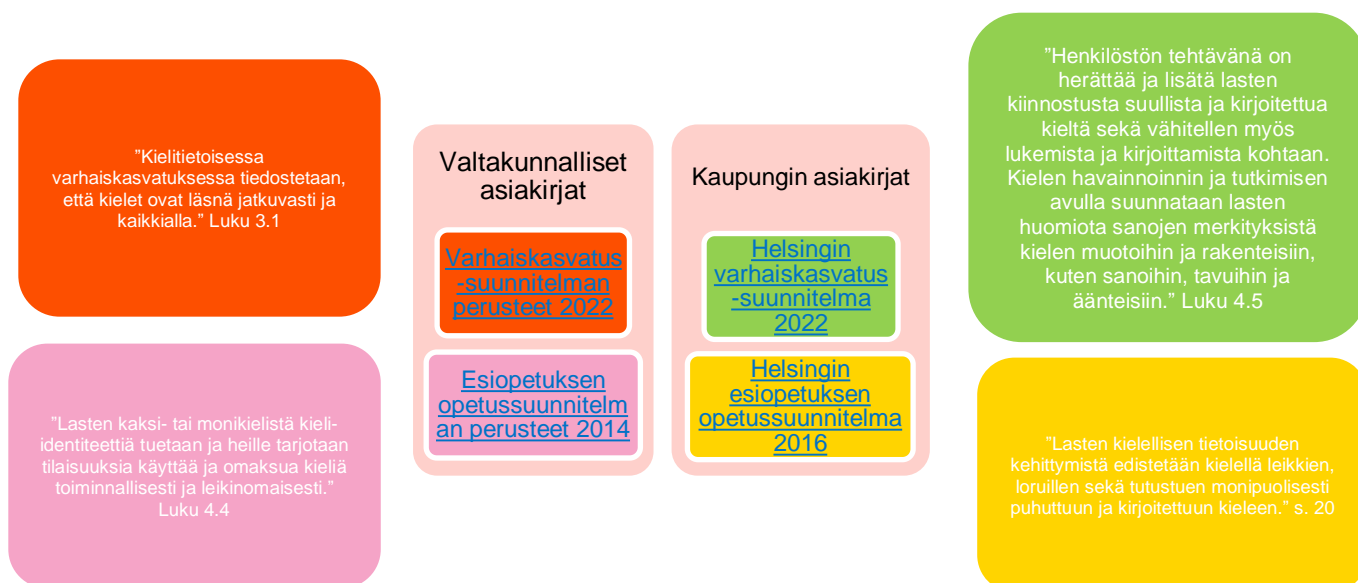 "Kielitietoisessa
varhaiskasvatuksessa tiedostetaan,
että kielet ovat läsnä jatkuvasti ja
kaikkialla." Luku 3.1
"Lasten kaksi- tai monikielistä kieli-
identiteettiä tuetaan ja heille tarjotaan
tilaisuuksia käyttää ja omaksua kieliä
toiminnallisesti ja leikinomaisesti."
Luku 4.4
Valtakunnalliset
asiakirjat
Varhaiskasvatus
-suunnitelman
perusteet 2022
Esiopetuksen
opetussuunnitelm
an perusteet 2014
Kaupungin asiakirjat
Helsingin
varhaiskasvatus
-suunnitelma
2022
Helsingin
esiopetuksen
opetussuunnitelma
2016
"Henkilöstön tehtävänä on
herättää ja lisätä lasten
kiinnostusta suullista ja kirjoitettua
kieltä sekä vähitellen myös
lukemista ja kirjoittamista kohtaan.
Kielen havainnoinnin ja tutkimisen
avulla suunnataan lasten
huomiota sanojen merkityksistä
kielen muotoihin ja rakenteisiin,
kuten sanoihin, tavuihin ja
äänteisiin." Luku 4.5
"Lasten kielellisen tietoisuuden
kehittymistä edistetään kielellä leikkien,
loruillen sekä tutustuen monipuolisesti
puhuttuun ja kirjoitettuun kieleen." s. 20